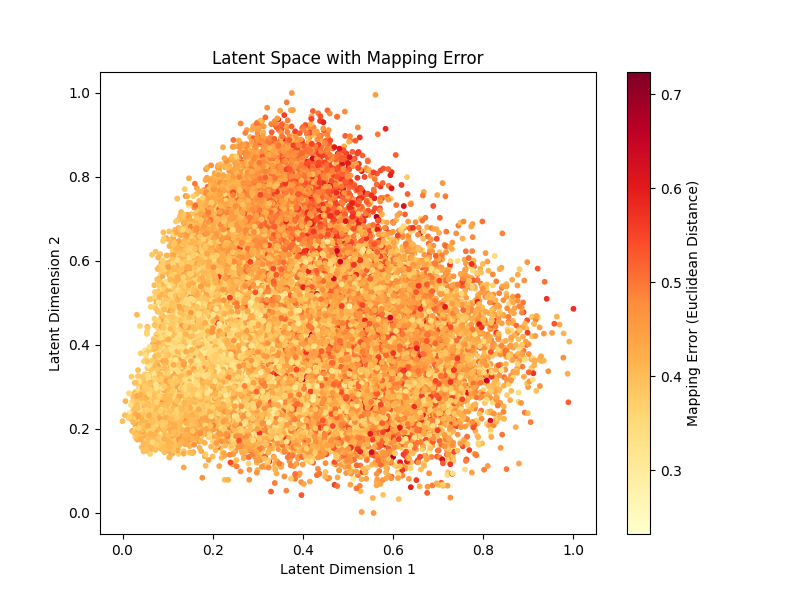 Latent Space with Mapping Error
1.0
0.8
0.6
0.4
0.2
0.0
Latent Dimension 2
0.0 0.2 0.4 0.6 0.8 1.0
Latent Dimension 1
0.7
0.6
0.5
0.4
0.3
Mapping Error (Euclidean Distance)